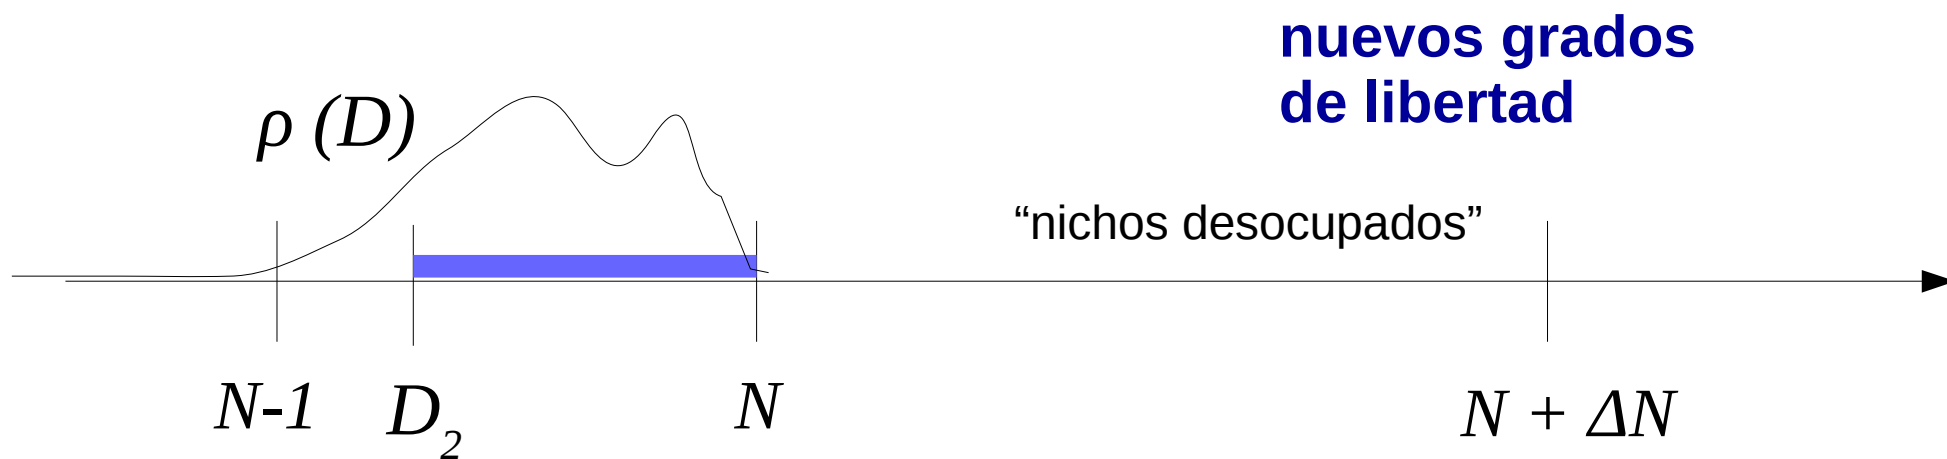 nuevos grados
de libertad
ρ (D)
“nichos desocupados”
N-1
D2
N
N + ΔN